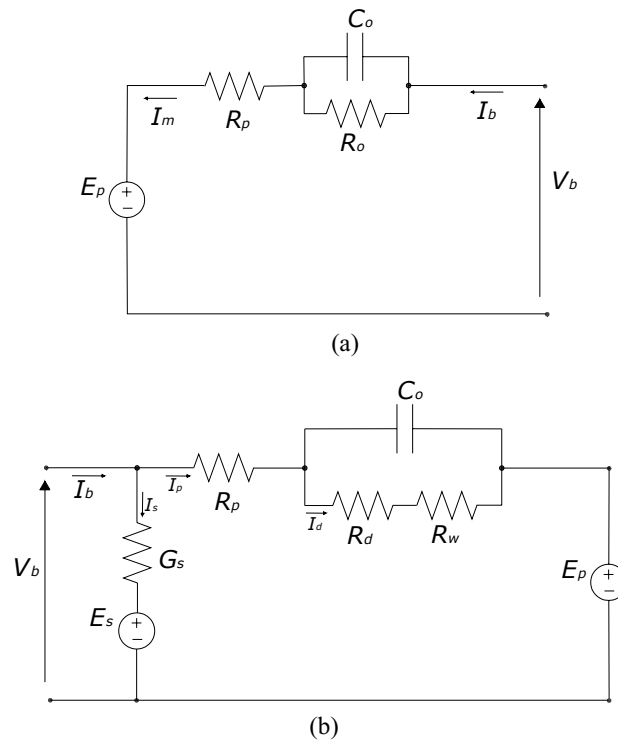 Co
Im
Rp
Ro
Ib
Ep
+
−
Vb
(a)
Co
Ib
Ip
Rp
Is
Id
Rd
Rw
Gs
Vb
Ep
+
−
Es
+
−
(b)